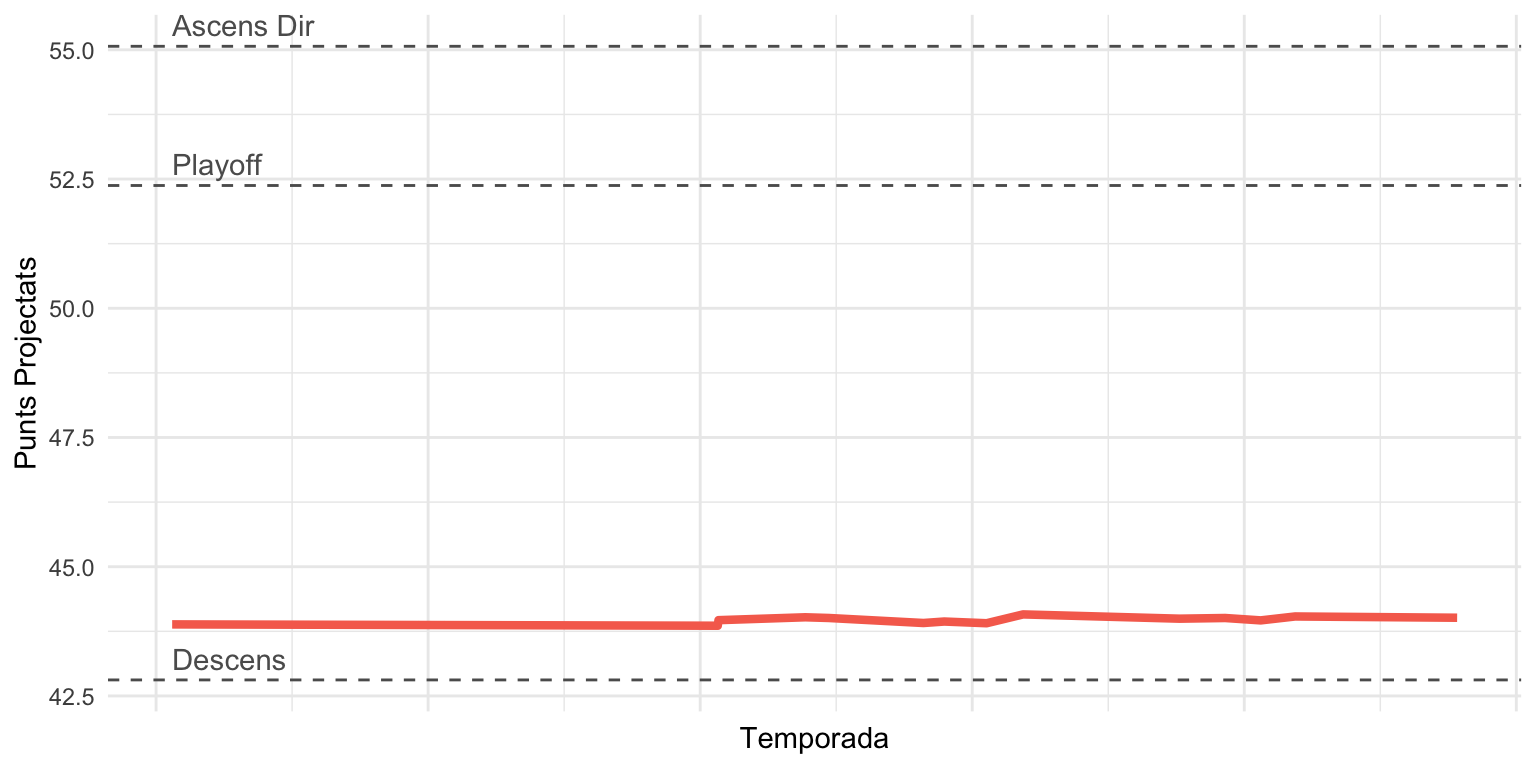 Ascens Dir
55.0
Playoff
52.5
50.0
Punts Projectats
47.5
45.0
Descens
42.5
Temporada